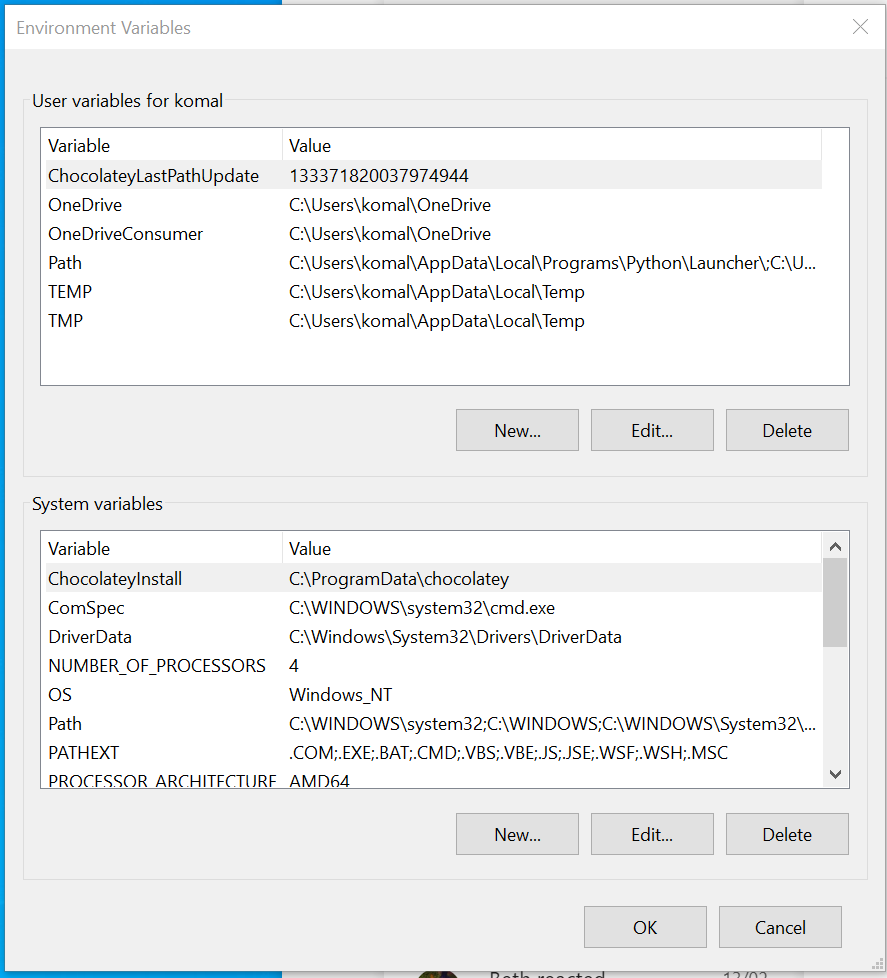 Environment Variables
User variables for komal
Variable Value
ChocolateyLastPathUpdate 133371820037974944
OneDrive C:\Users\komal\OneDrive
OneDriveConsumer C:\Users\komal\OneDrive
Path C:\Users\komal\AppData\Local\Programs\Python\Launcher\;C:\U...
TEMP C:\Users\komal\AppData\Local\Temp
TMP C:\Users\komal\AppData\Local\Temp
New... Edit... Delete
System variables
Variable Value
ChocolateyInstall C:\ProgramData\chocolatey
ComSpec C:\WINDOWS\system32\cmd.exe
DriverData C:\Windows\System32\Drivers\DriverData
NUMBER_OF_PROCESSORS 4
OS Windows_NT
Path C:\WINDOWS\system32;C:\WINDOWS;C:\WINDOWS\System32\...
PATHEXT .COM;.EXE;.BAT;.CMD;.VBS;.VBE;.JS;.JSE;.WSF;.WSH;.MSC
PROCESSOR_ARCHITECTURE AMD64
New... Edit... Delete
OK Cancel
reacted 13/02